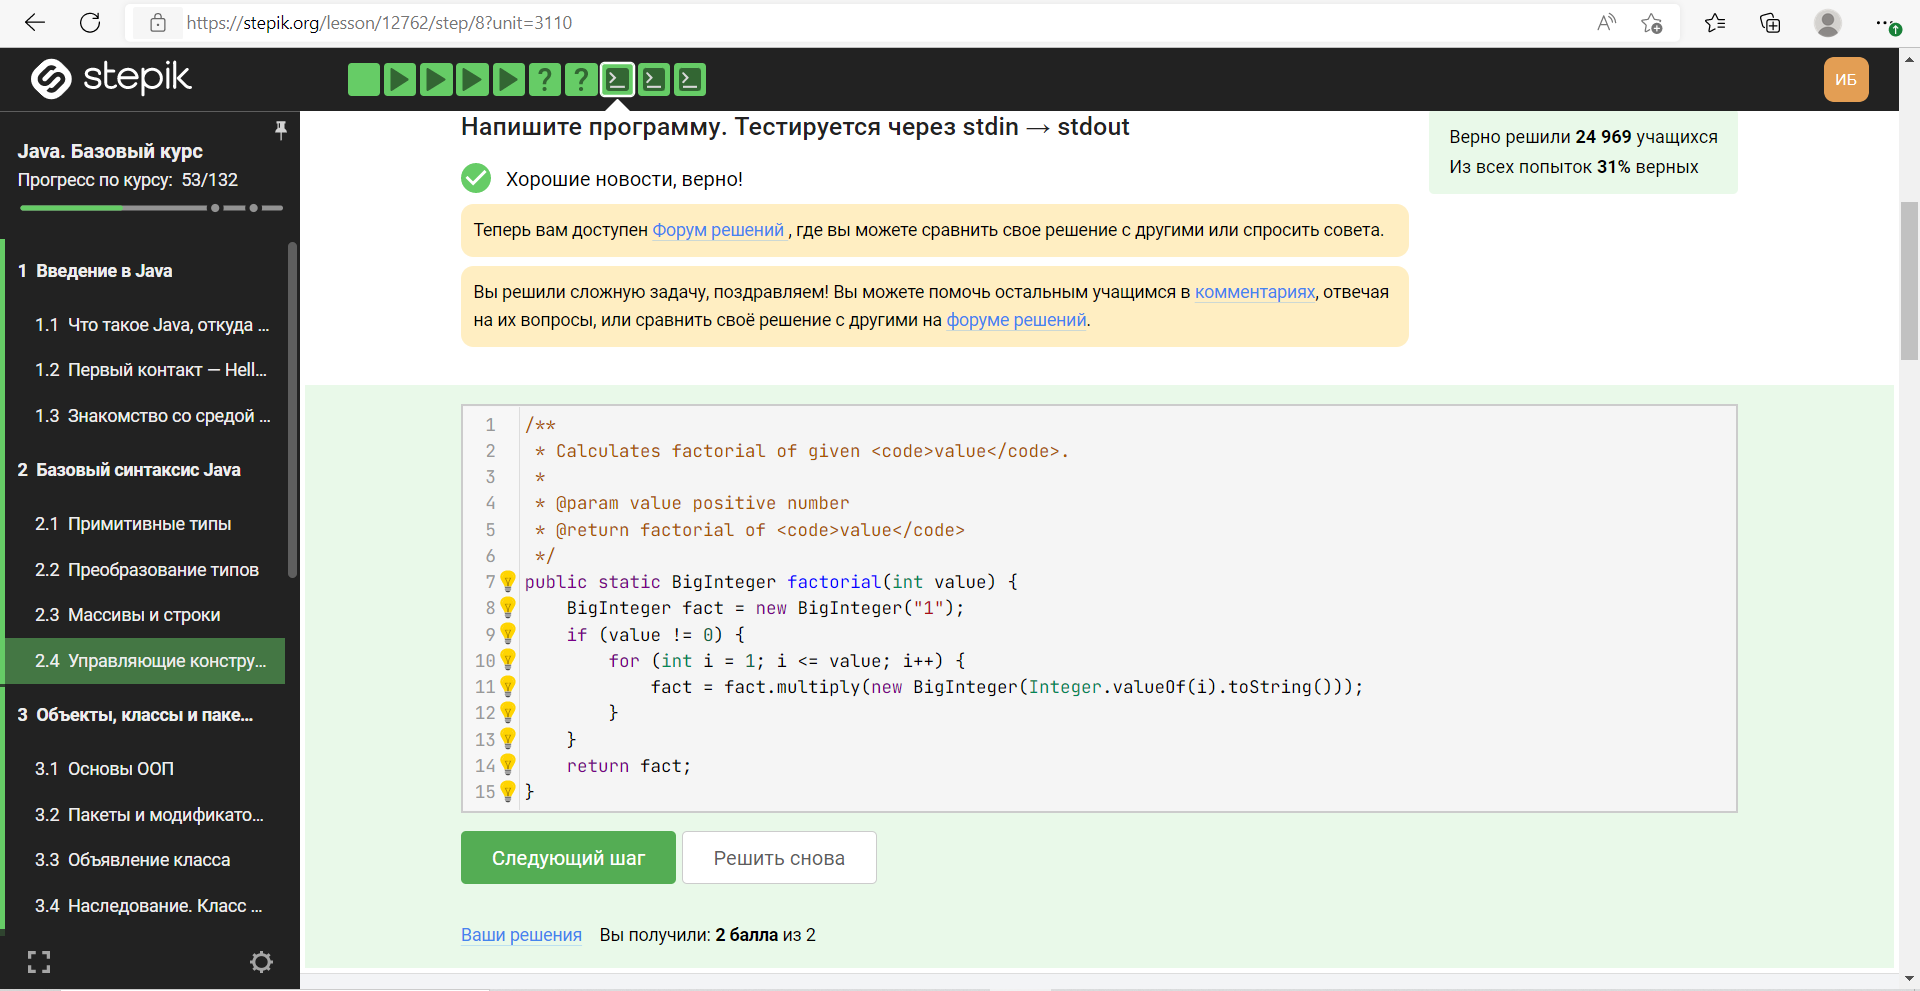 https://stepik.org/lesson/12762/step/8?unit=3110
stepik
ИБ
Java. Базовый курс
Прогресс по курсу: 53/132
1 Введение в Java
1.1 Что такое Java, откуда ...
1.2 Первый контакт — Hell...
1.3 Знакомство со средой ...
2 Базовый синтаксис Java
2.1 Примитивные типы
2.2 Преобразование типов
2.3 Массивы и строки
2.4 Управляющие констру...
3 Объекты, классы и паке...
3.1 Основы ООП
3.2 Пакеты и модификато...
3.3 Объявление класса
3.4 Наследование. Класс ...
Напишите программу. Тестируется через stdin → stdout
Верно решили 24 969 учащихся
Из всех попыток 31% верных
Хорошие новости, верно!
Теперь вам доступен Форум решений , где вы можете сравнить свое решение с другими или спросить совета.
Вы решили сложную задачу, поздравляем! Вы можете помочь остальным учащимся в комментариях, отвечая
на их вопросы, или сравнить своё решение с другими на форуме решений.
1 /**
2  * Calculates factorial of given <code>value</code>.
3  *
4  * @param value positive number
5  * @return factorial of <code>value</code>
6  */
7 public static BigInteger factorial(int value) {
8     BigInteger fact = new BigInteger("1");
9     if (value != 0) {
10         for (int i = 1; i <= value; i++) {
11             fact = fact.multiply(new BigInteger(Integer.valueOf(i).toString()));
12         }
13     }
14     return fact;
15 }
Следующий шаг
Решить снова
Ваши решения Вы получили: 2 балла из 2